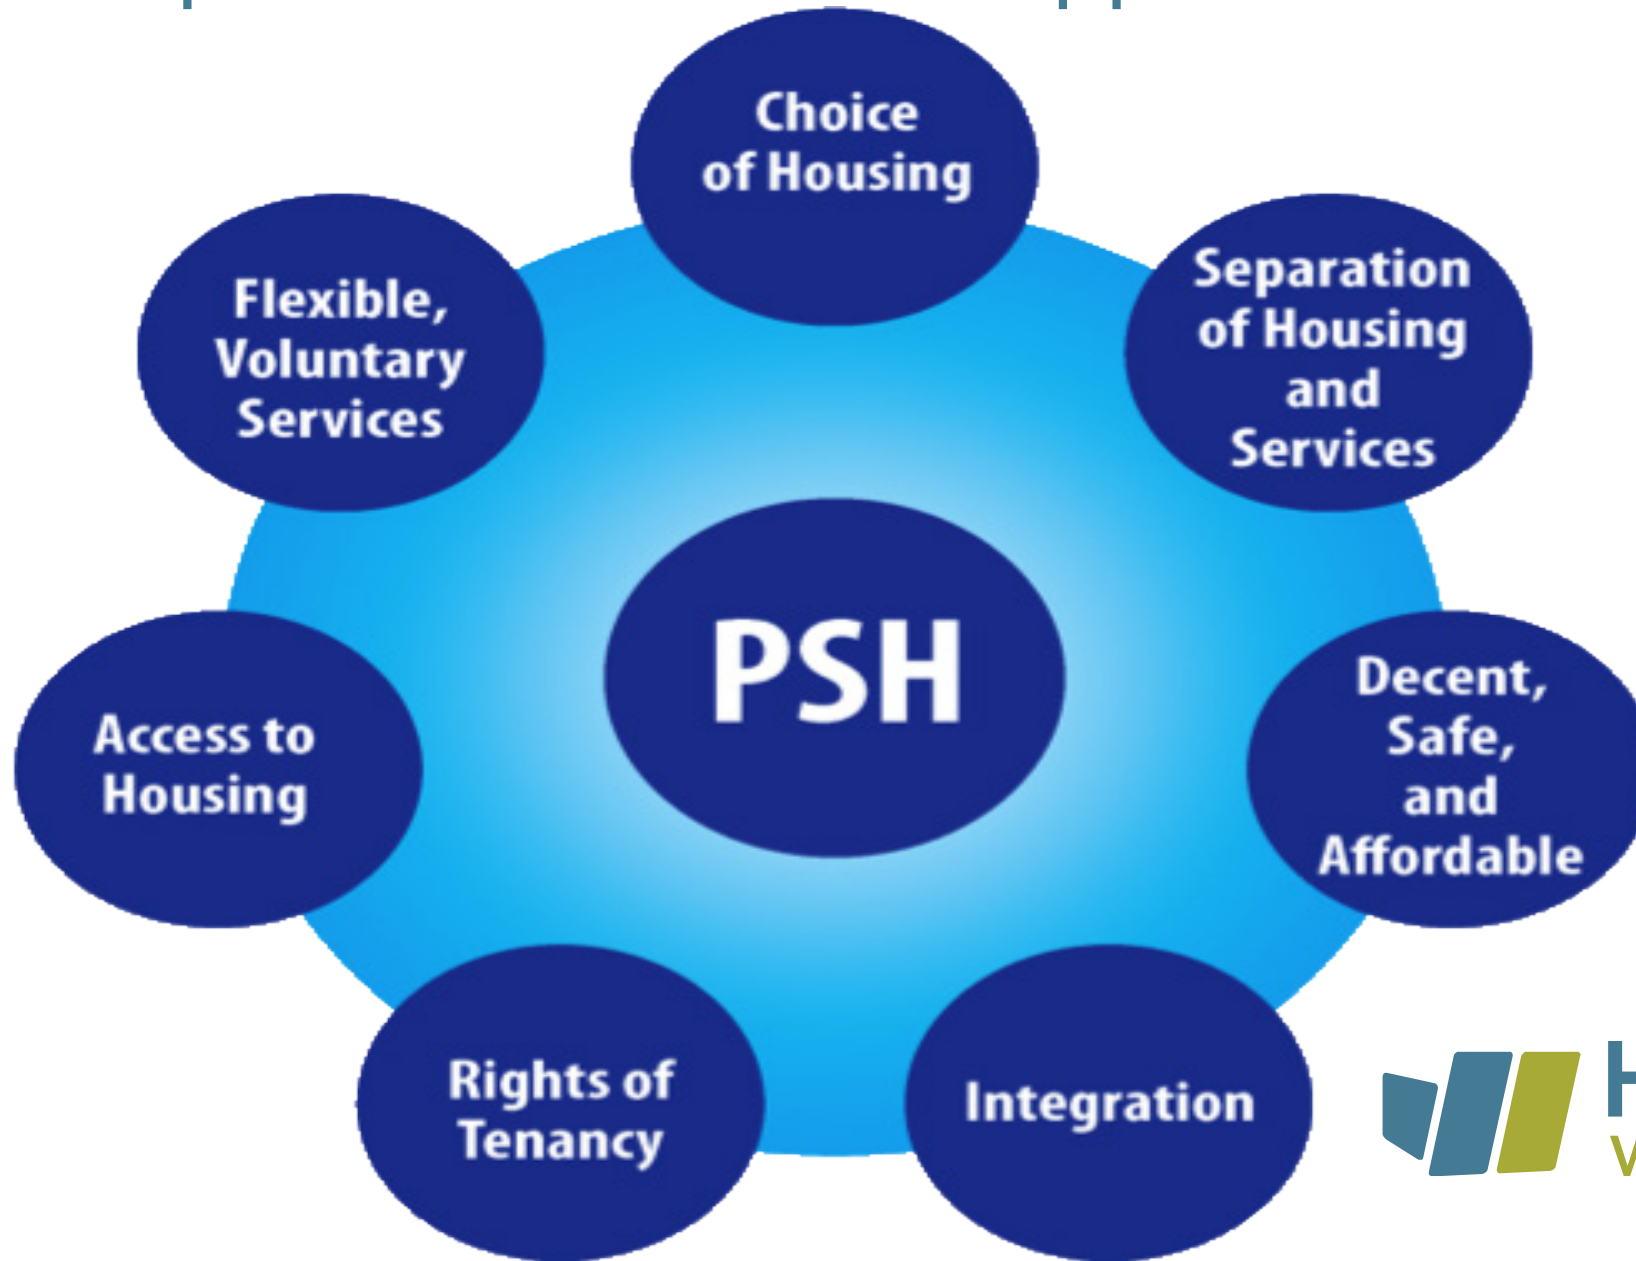 Choice
of Housing
Separation
of Housing
and
Services
Decent,
Safe,
and
Affordable
Integration
Rights of
Tenancy
Access to
Housing
Flexible,
Voluntary
Services
PSH